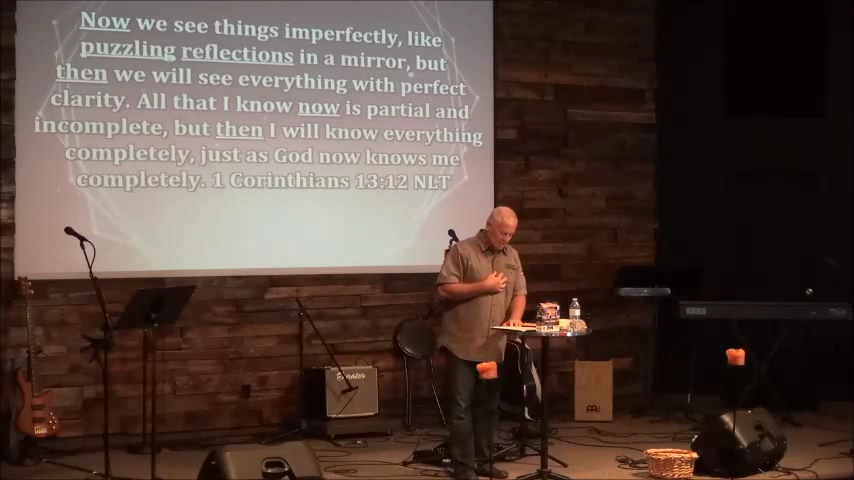 Now we see things imperfectly, like
puzzling reflections in a mirror, but
then we will see everything with perfect
clarity. All that I know now is partial and
incomplete, but then I will know everything
completely, just as God now knows me
completely. 1 Corinthians 13:12 NLT
KORG